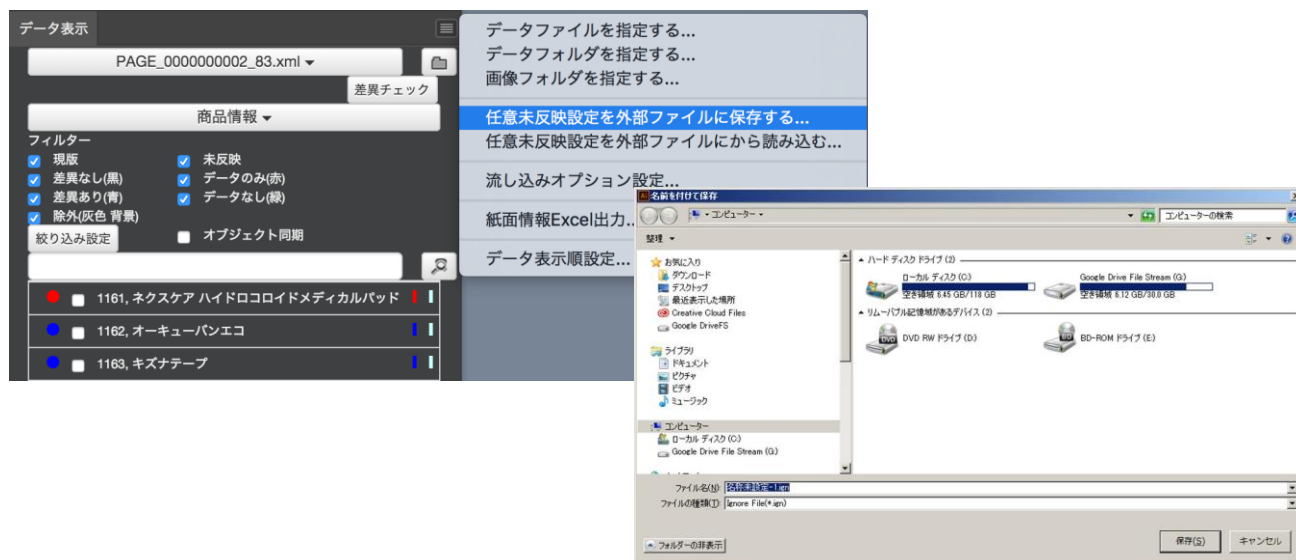 データ表示
PAGE_0000000002_83.xml
差異チェック
商品情報
フィルター
現版
未反映
差異なし(黒)
データのみ(赤)
差異あり(青)
データなし(緑)
除外(灰色 背景)
絞り込み設定
オブジェクト同期
1161, ネクスケア ハイドロコロイドメディカルパッド
1162, オーキューバンエコ
1163, キズナテープ
データファイルを指定する...
データフォルダを指定する...
画像フォルダを指定する...
任意未反映設定を外部ファイルに保存する...
任意未反映設定を外部ファイルにから読み込む...
流し込みオプション設定...
紙面情報Excel出力..
データ表示順設定...
名前を付けて保存
コンピューター
コンピューターの検索
整理
お気に入り
ダウンロード
デスクトップ
最近表示した場所
Creative Cloud Files
Google DriveFS
ライブラリ
ドキュメント
ピクチャ
ビデオ
ミュージック
コンピューター
ローカル ディスク (C:)
Google Drive File Stream (G:)
ハード ディスク ドライブ (2)
ローカル ディスク (C:)
空き領域 6.45 GB/118 GB
Google Drive File Stream (G:)
空き領域 6.12 GB/30.0 GB
リムーバブル記憶域があるデバイス (2)
DVD RW ドライブ (D:)
BD-ROM ドライブ (E:)
ファイル名(N):
名称未設定-1.ign
ファイルの種類(T):
Ignore File(*.ign)
フォルダーの非表示
保存(S)
キャンセル